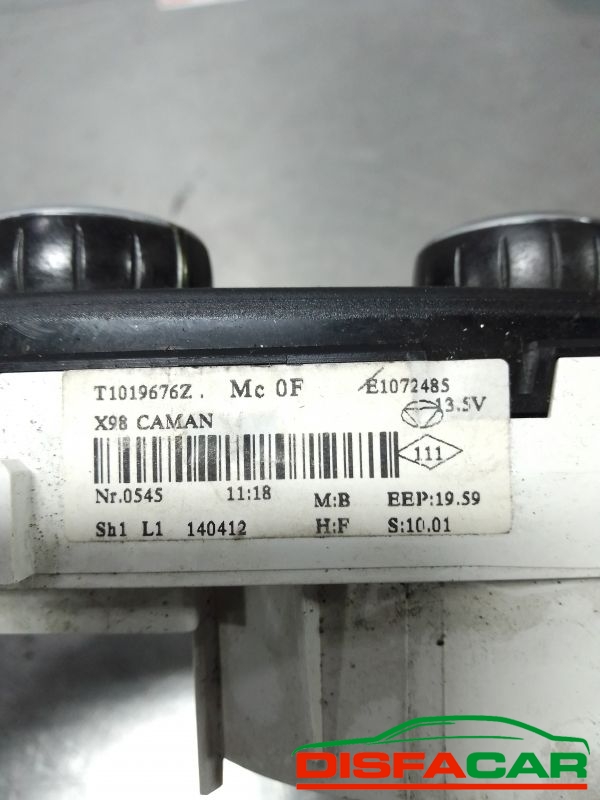 T1019676Z. Mc 0F E1072485
X98 CAMAN 13.5V
111
Nr.0545 11:18 M:B EEP:19.59
Sh1 L1 140412 H:F S:10.01
DISFACAR